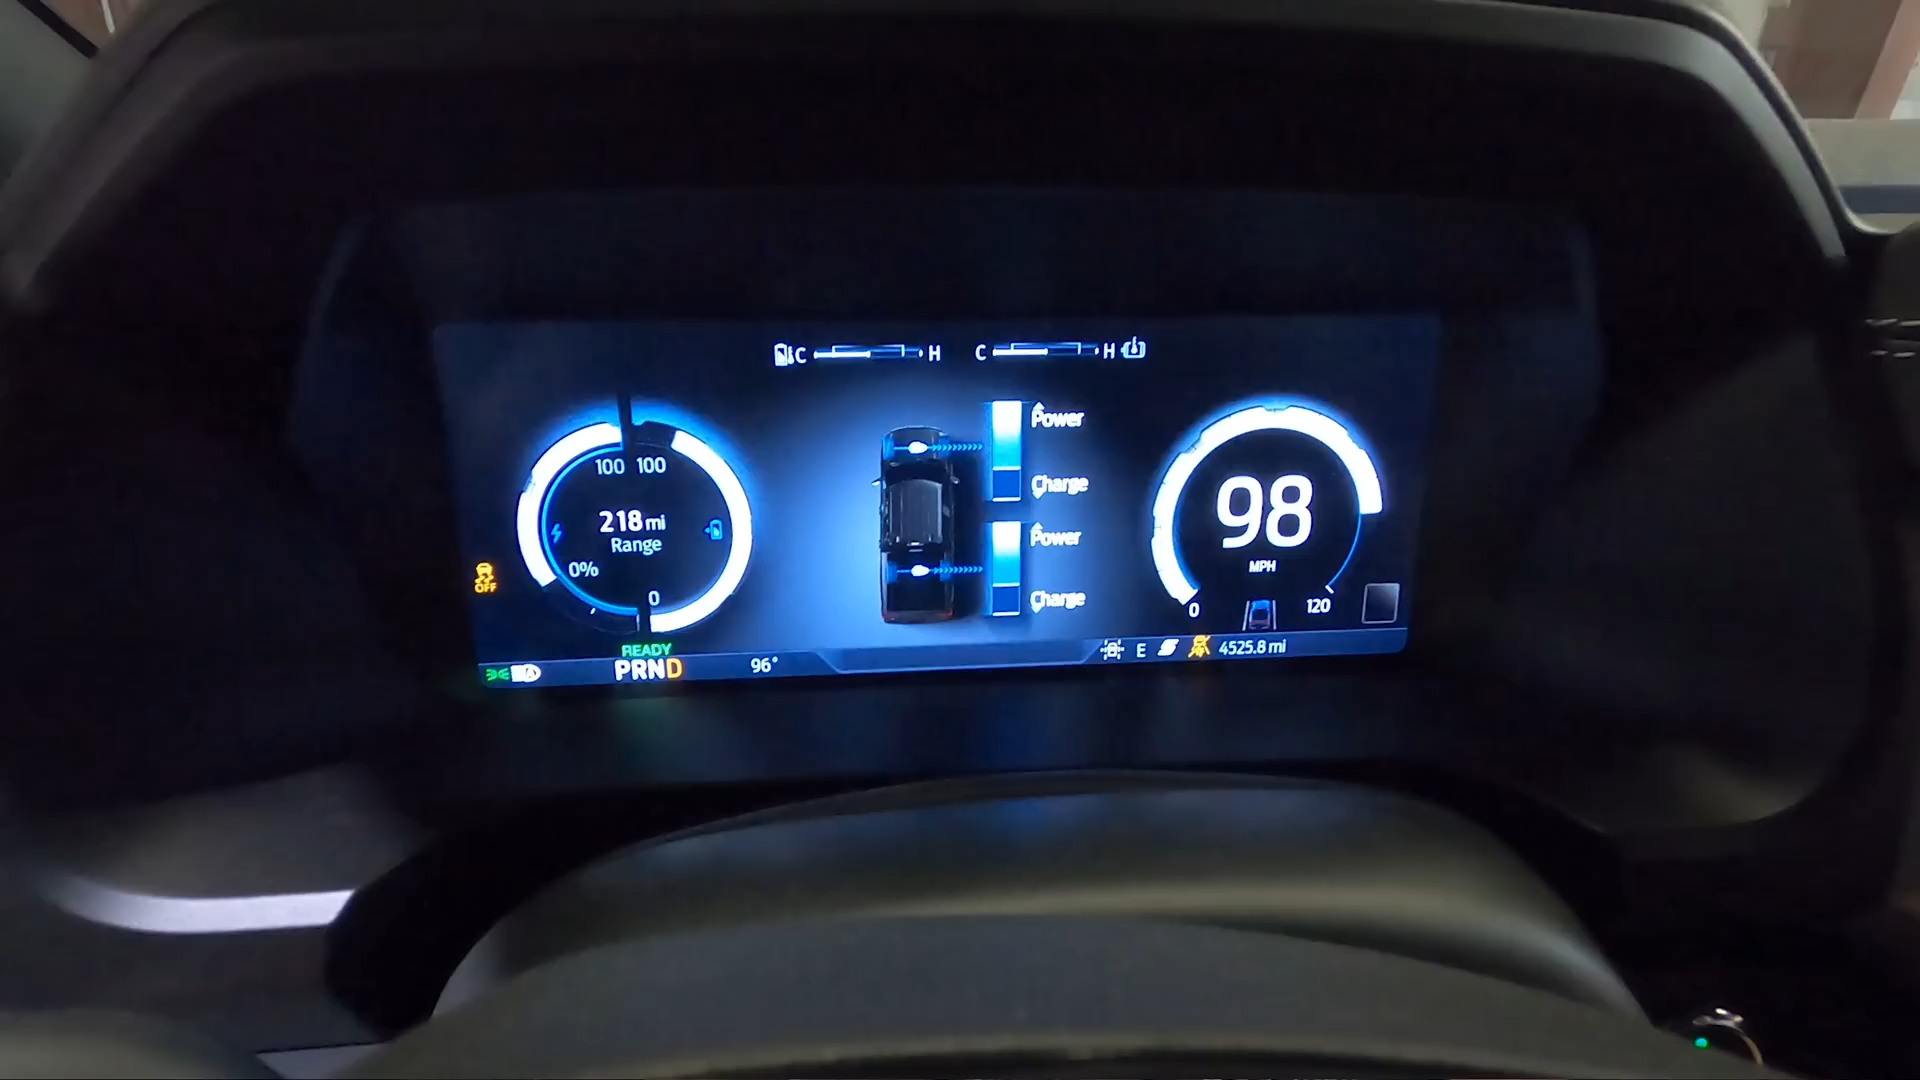 C H C H
Power
Charge
Power
Charge
100 100
218 mi
Range
0%
0
98
MPH
0 120
OFF
READY
PRND
96°
E
4525.8 mi